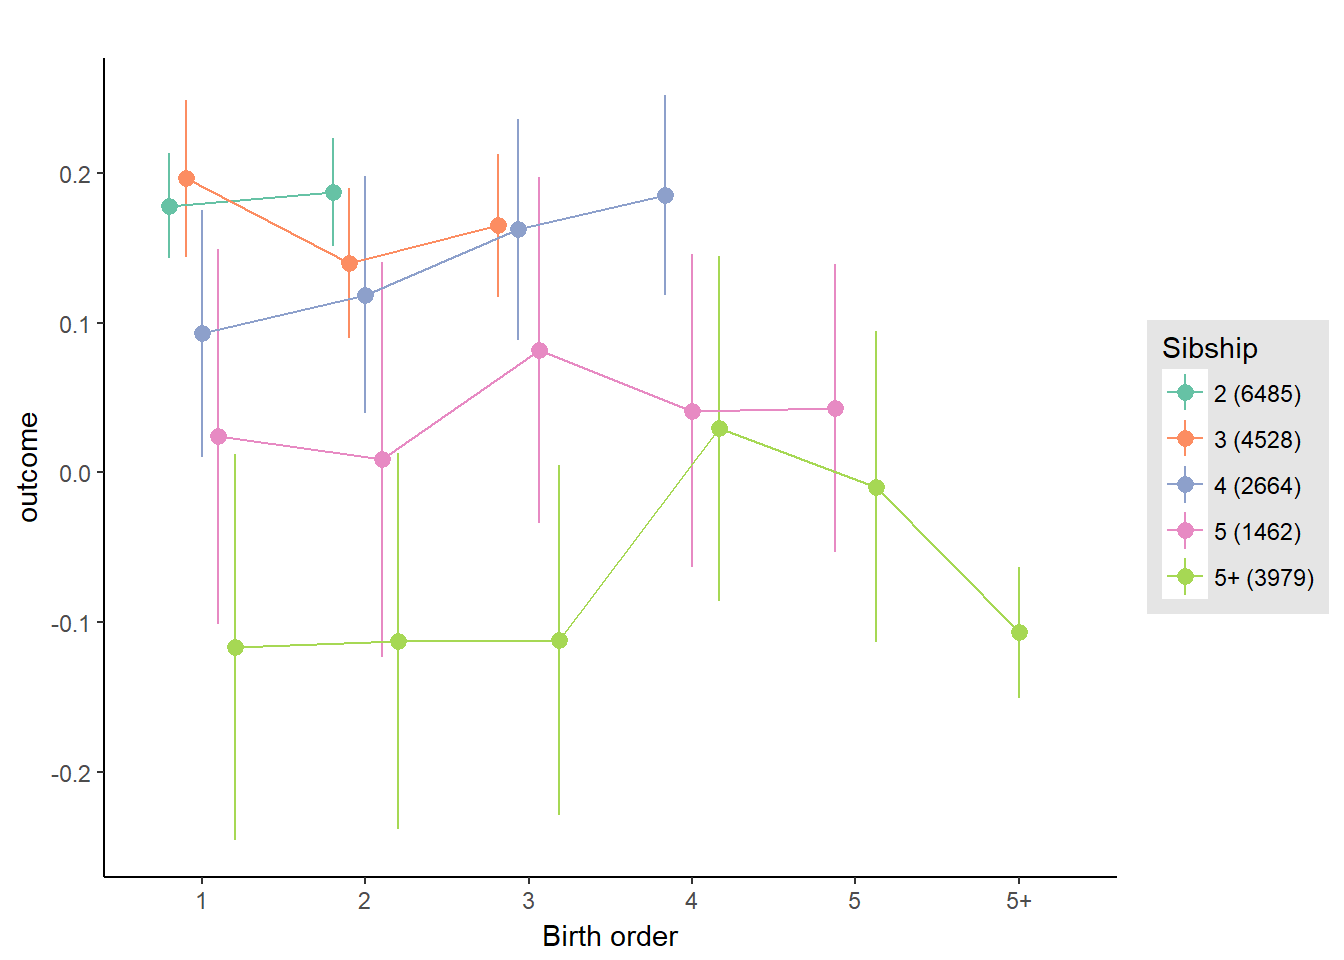 outcome
0.2
0.1
0.0
-0.1
-0.2
1 2 3 4 5 5+
Birth order
Sibship
2 (6485)
3 (4528)
4 (2664)
5 (1462)
5+ (3979)